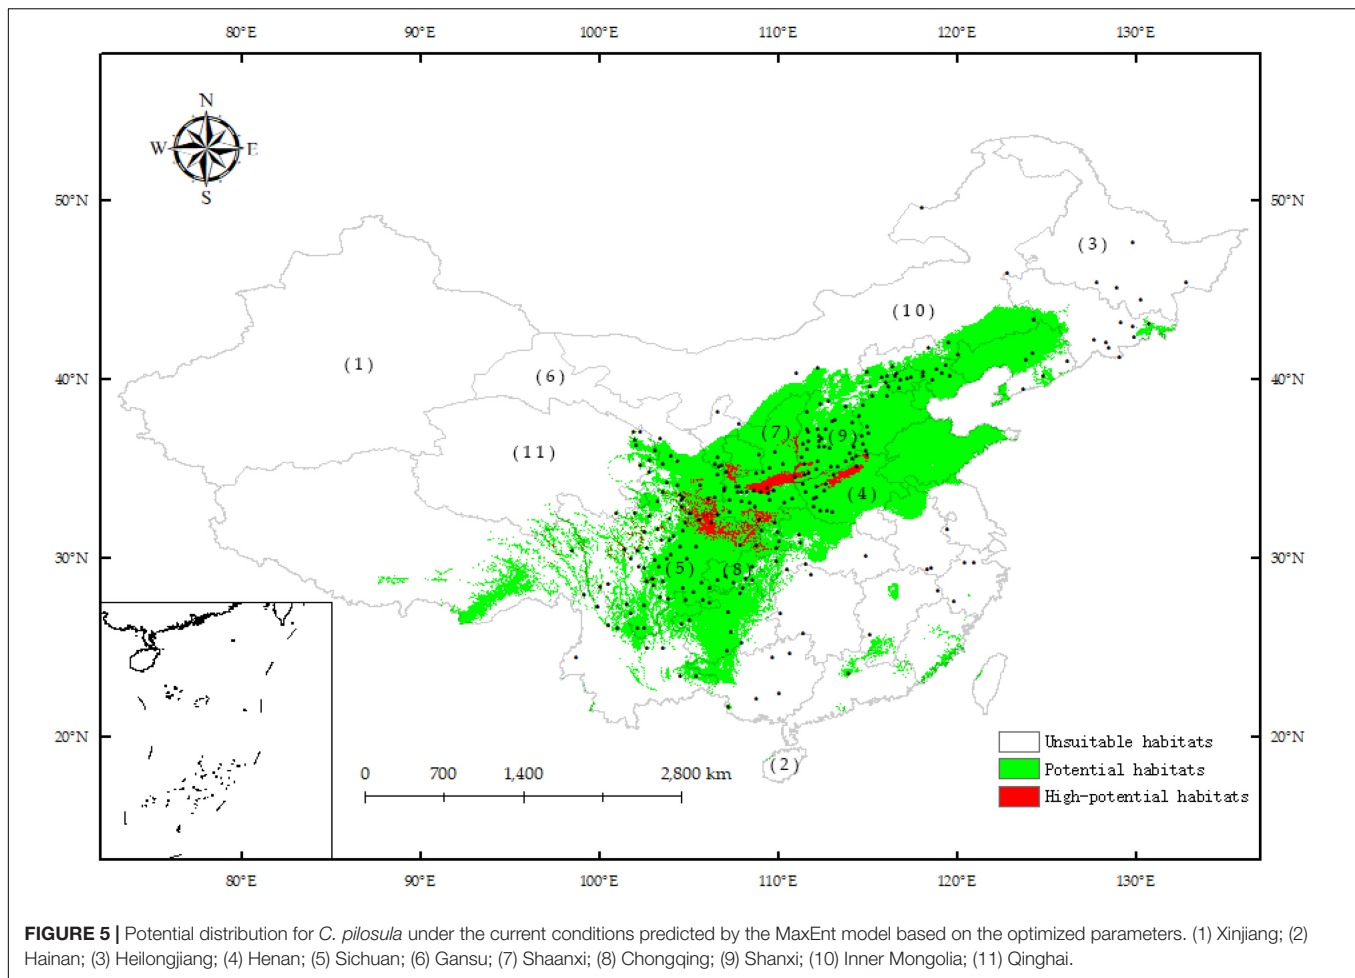 80°E 90°E 100°E 110°E 120°E 130°E
N
W E
S
50°N 50°N
(3)
(10)
(1)
(6)
40°N 40°N
(7) (9)
(11)
(4)
30°N 30°N
(5) (8)
20°N 20°N
(2)
Unsuitable habitats
Potential habitats
High-potential habitats
0 700 1,400 2,800 km
80°E 90°E 100°E 110°E 120°E 130°E
FIGURE 5 | Potential distribution for C. pilosula under the current conditions predicted by the MaxEnt model based on the optimized parameters. (1) Xinjiang; (2)
Hainan; (3) Heilongjiang; (4) Henan; (5) Sichuan; (6) Gansu; (7) Shaanxi; (8) Chongqing; (9) Shanxi; (10) Inner Mongolia; (11) Qinghai.